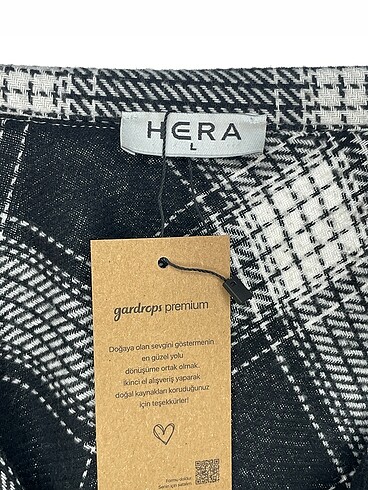 HERA
L
gardrops premium
Doğaya olan sevgini göstermenin
en güzel yolu
dönüşüme ortak olmak.
İkinci el alışveriş yaparak
doğal kaynakları koruduğunuz
için teşekkürler!